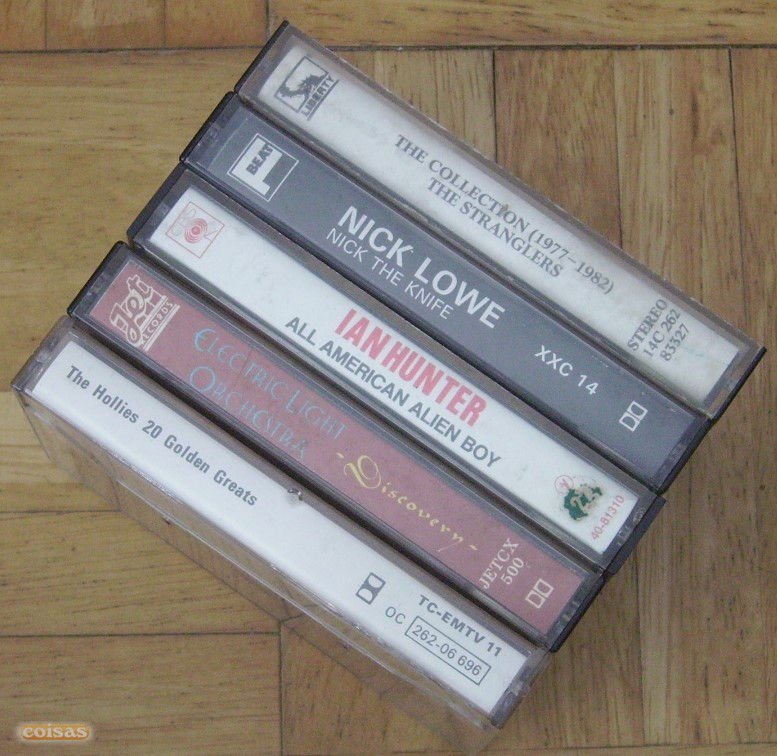 LIBERTY
THE COLLECTION (1977-1982)
THE STRANGLERS
STEREO
14C 262
83327
BEAT
NICK LOWE
NICK THE KNIFE
XXC 14
CBS
IAN HUNTER
ALL AMERICAN ALIEN BOY
40-81310
Jet
RECORDS
ELECTRIC LIGHT
ORCHESTRA
- Discovery -
JETCX
500
The Hollies 20 Golden Greats
TC-EMTV 11
OC 262-06 696
coisas